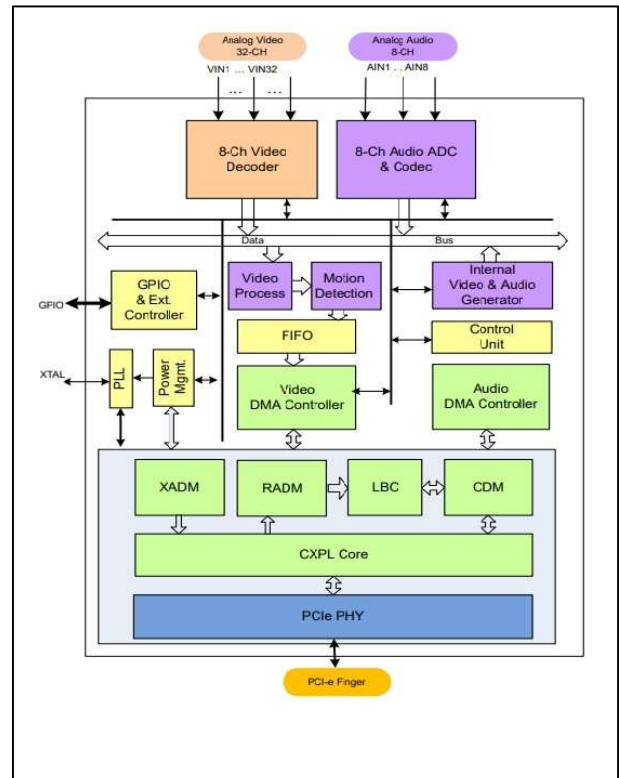 Analog Video
32-CH
Analog Audio
8-CH
VIN1 ... VIN32
AIN1 .. AIN8
... ...
8-Ch Video
Decoder
8-Ch Audio ADC
& Codec
Data
Bus
GPIO
GPIO
& Ext.
Controller
Video
Process
Motion
Detection
Internal
Video & Audio
Generator
FIFO
Control
Unit
XTAL
PLL
Power
Mgmt.
Video
DMA Controller
Audio
DMA Controller
XADM
RADM
LBC
CDM
CXPL Core
PCIe PHY
PCI-e Finger